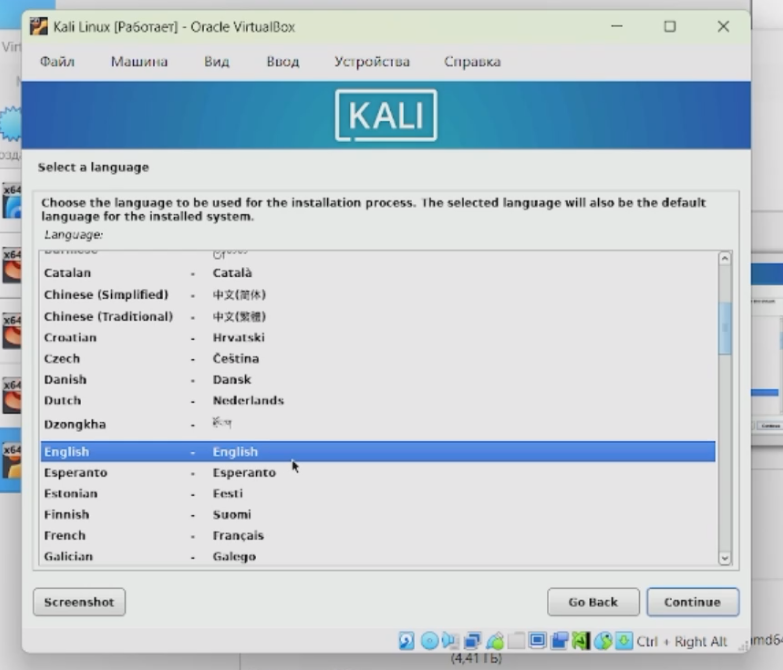 Kali Linux [Работает] - Oracle VirtualBox
Файл Машина Вид Ввод Устройства Справка
KALI
Select a language
Choose the language to be used for the installation process. The selected language will also be the default
language for the installed system.
Language:
Catalan - Català
Chinese (Simplified) - 中文(简体)
Chinese (Traditional) - 中文(繁體)
Croatian - Hrvatski
Czech - Čeština
Danish - Dansk
Dutch - Nederlands
Dzongkha - རྫོང་ཁ།
English - English
Esperanto - Esperanto
Estonian - Eesti
Finnish - Suomi
French - Français
Galician - Galego
Screenshot Go Back Continue
Ctrl + Right Alt
(4,41 ГБ)